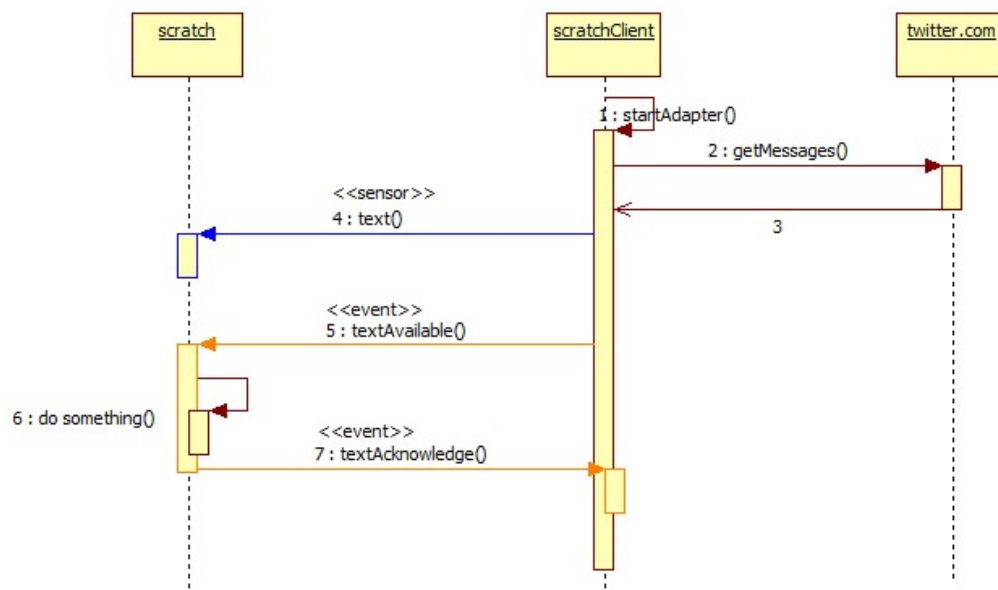 scratch
scratchClient
twitter.com
1 : startAdapter()
2 : getMessages()
3
<<sensor>>
4 : text()
<<event>>
5 : textAvailable()
6 : do something()
<<event>>
7 : textAcknowledge()